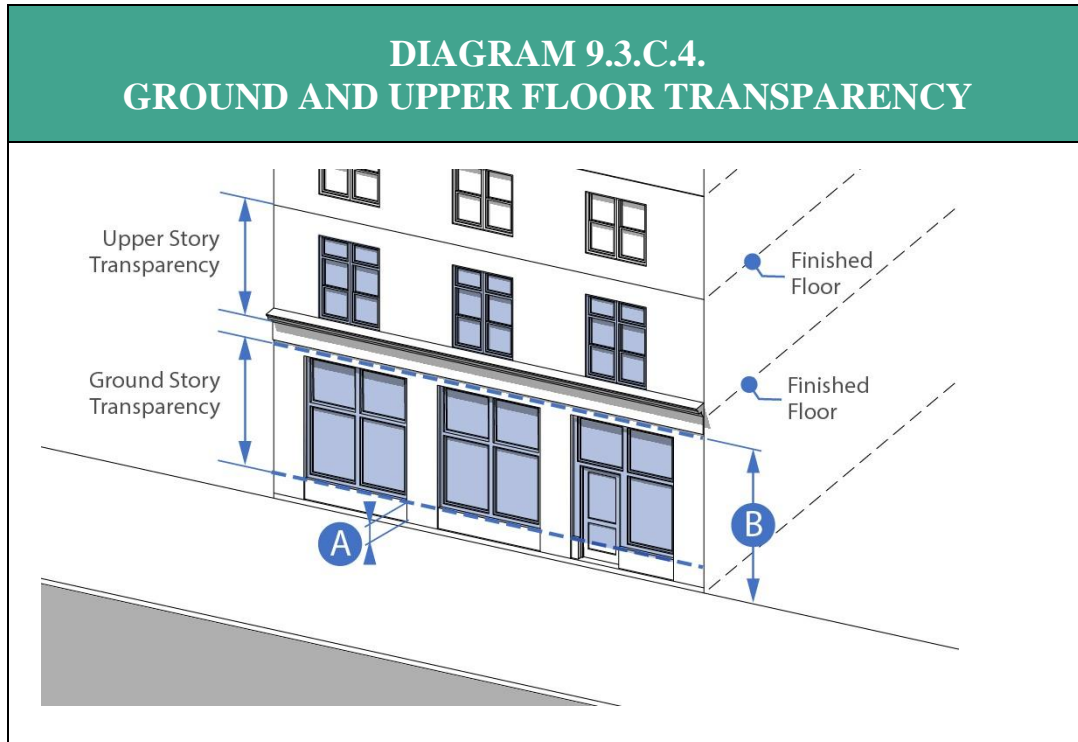 DIAGRAM 9.3.C.4.
GROUND AND UPPER FLOOR TRANSPARENCY
Upper Story
Transparency
Finished
Floor
Ground Story
Transparency
Finished
Floor
A
B